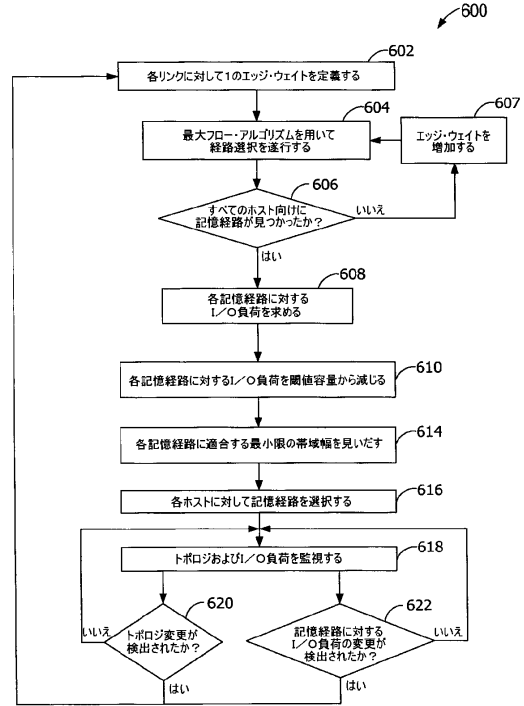 600
602
各リンクに対して1のエッジ・ウェイトを定義する
604
最大フロー・アルゴリズムを用いて
経路選択を遂行する
607
エッジ・ウェイトを
増加する
606
すべてのホスト向けに
記憶経路が見つかったか？
いいえ
はい
608
各記憶経路に対する
I／O負荷を求める
610
各記憶経路に対するI／O負荷を閾値容量から減じる
614
各記憶経路に適合する最小限の帯域幅を見いだす
616
各ホストに対して記憶経路を選択する
618
トポロジおよびI／O負荷を監視する
620
トポロジ変更が
検出されたか？
いいえ
はい
622
記憶経路に対する
I／O負荷の変更が
検出されたか？
いいえ
はい